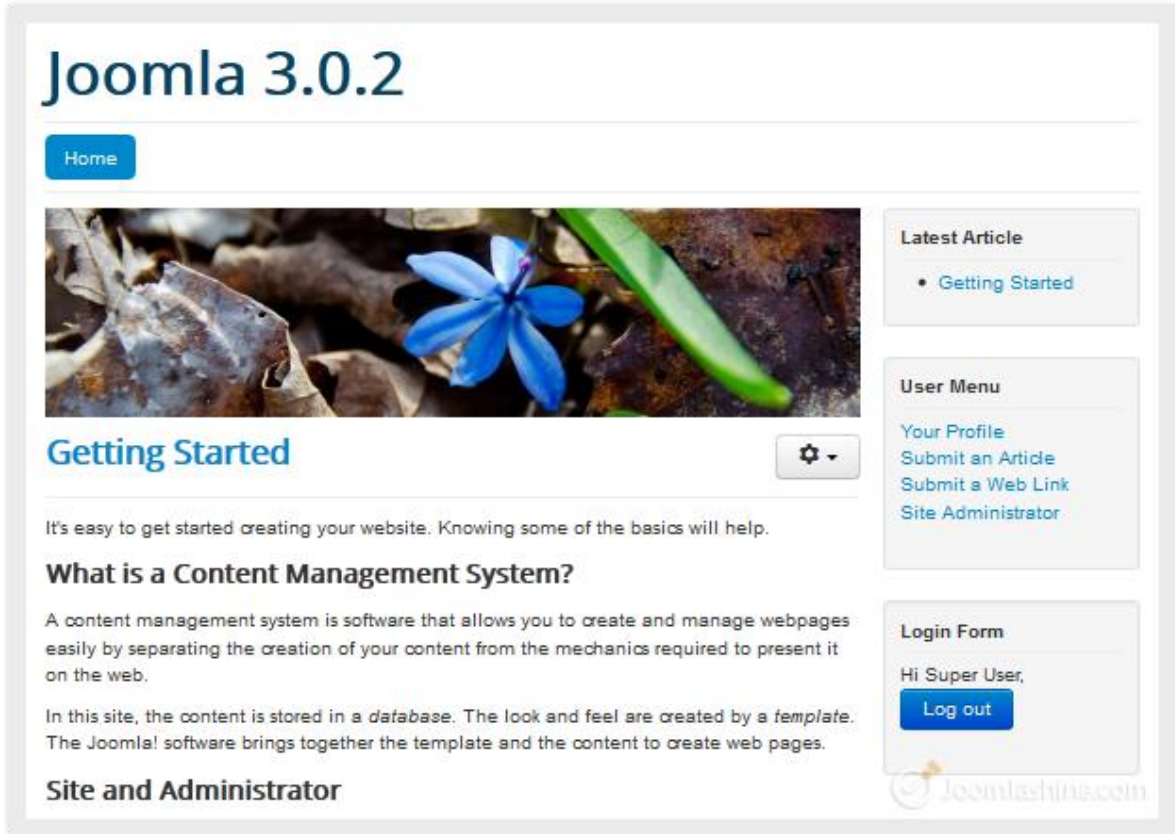 Joomla 3.0.2
Home
Getting Started
It's easy to get started creating your website. Knowing some of the basics will help.
What is a Content Management System?
A content management system is software that allows you to create and manage webpages
easily by separating the creation of your content from the mechanics required to present it
on the web.
In this site, the content is stored in a database. The look and feel are created by a template.
The Joomla! software brings together the template and the content to create web pages.
Site and Administrator
Latest Article
Getting Started
User Menu
Your Profile
Submit an Article
Submit a Web Link
Site Administrator
Login Form
Hi Super User,
Log out
Joomlashine.com